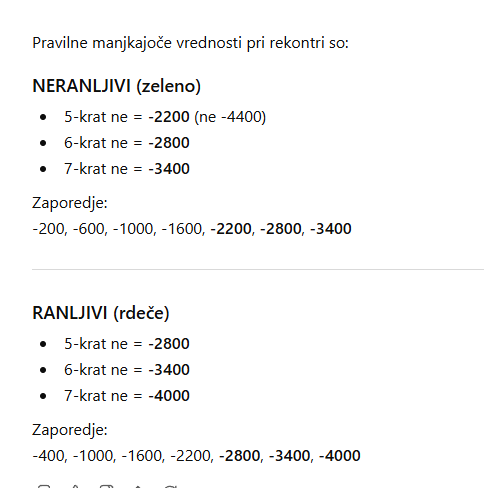 Pravilne manjkajoče vrednosti pri rekontri so:
NERANLJIVI (zeleno)
• 5-krat ne = -2200 (ne -4400)
• 6-krat ne = -2800
• 7-krat ne = -3400
Zaporedje:
-200, -600, -1000, -1600, -2200, -2800, -3400
RANLJIVI (rdeče)
• 5-krat ne = -2800
• 6-krat ne = -3400
• 7-krat ne = -4000
Zaporedje:
-400, -1000, -1600, -2200, -2800, -3400, -4000